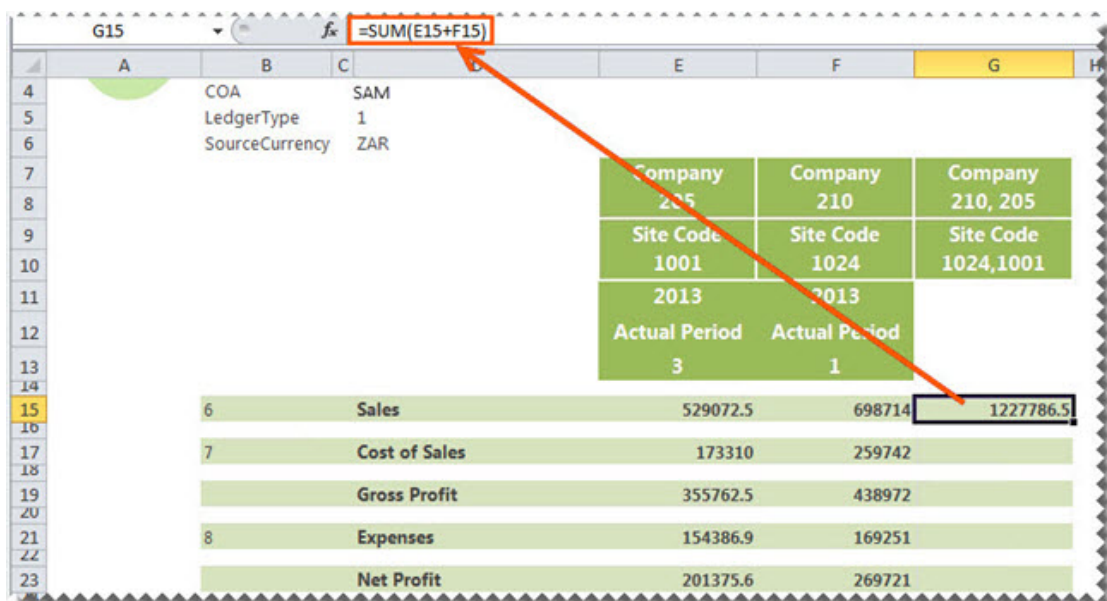 G15 fx =SUM(E15+F15)
A B C D E F G H
4 COA SAM
5 LedgerType 1
6 SourceCurrency ZAR
7 Company Company Company
8 205 210 210, 205
9 Site Code Site Code Site Code
10 1001 1024 1024,1001
11 2013 2013
12 Actual Period Actual Period
13 3 1
14
15 6 Sales 529072.5 698714 1227786.5
16
17 7 Cost of Sales 173310 259742
18
19 Gross Profit 355762.5 438972
20
21 8 Expenses 154386.9 169251
22
23 Net Profit 201375.6 269721